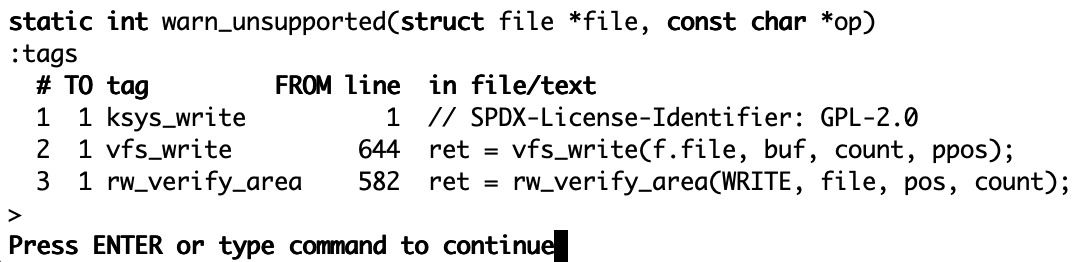 static int warn_unsupported(struct file *file, const char *op)
:tags
  # TO tag         FROM line  in file/text
  1  1 ksys_write          1  // SPDX-License-Identifier: GPL-2.0
  2  1 vfs_write         644  ret = vfs_write(f.file, buf, count, ppos);
  3  1 rw_verify_area    582  ret = rw_verify_area(WRITE, file, pos, count);
>
Press ENTER or type command to continue